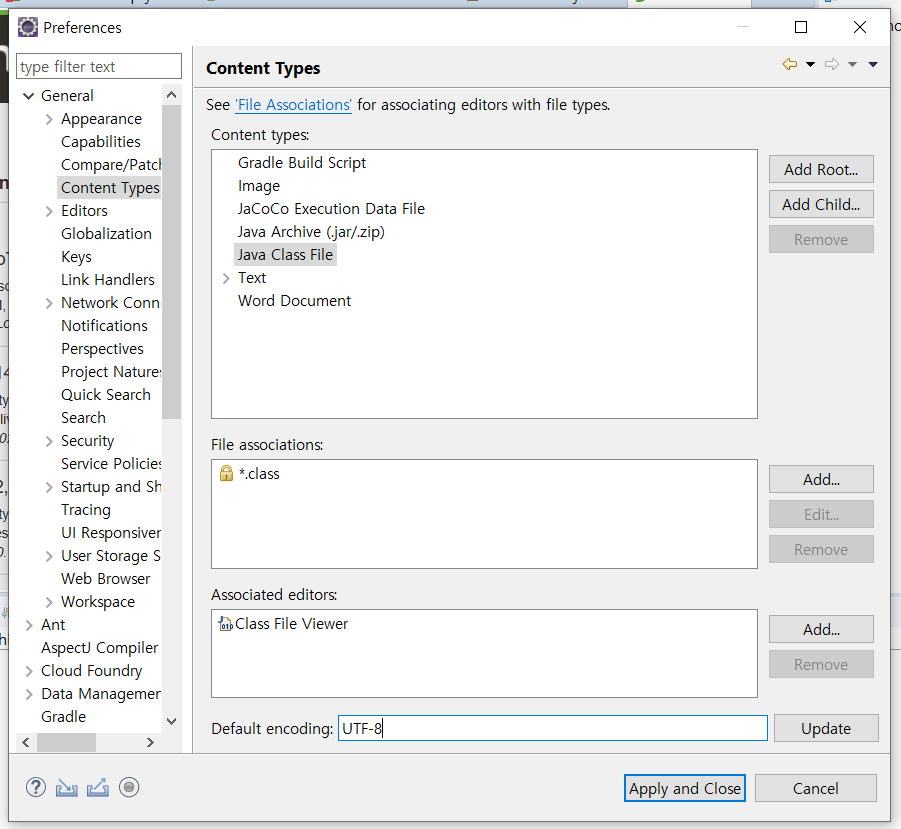 Preferences
type filter text
Content Types
General
Appearance
Capabilities
Compare/Patch
Content Types
Editors
Globalization
Keys
Link Handlers
Network Conn
Notifications
Perspectives
Project Natures
Quick Search
Search
Security
Service Policies
Startup and Sh
Tracing
UI Responsiven
User Storage S
Web Browser
Workspace
Ant
AspectJ Compiler
Cloud Foundry
Data Managemen
Gradle
See 'File Associations' for associating editors with file types.
Content types:
Gradle Build Script
Image
JaCoCo Execution Data File
Java Archive (.jar/.zip)
Java Class File
Text
Word Document
Add Root...
Add Child...
Remove
File associations:
*.class
Add...
Edit...
Remove
Associated editors:
Class File Viewer
Add...
Remove
Default encoding: UTF-8
Update
Apply and Close
Cancel